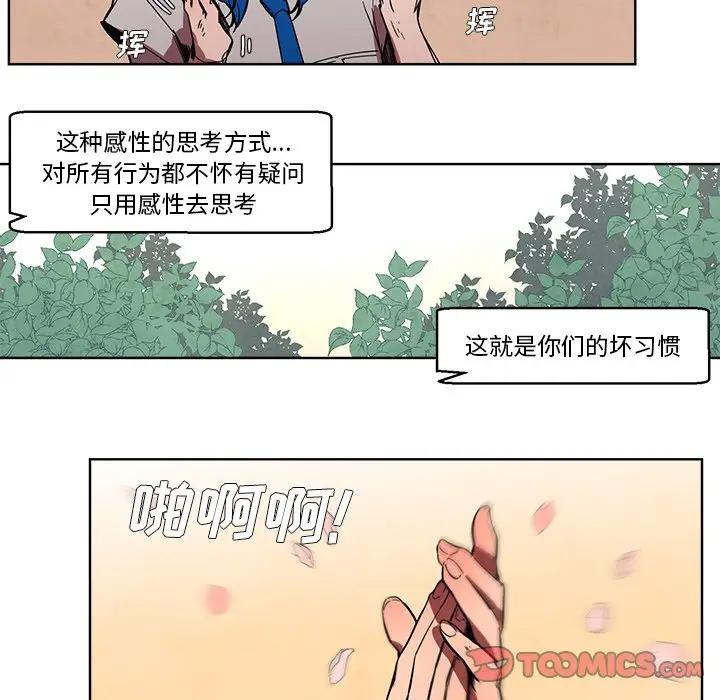 挥
挥
这种感性的思考方式...
对所有行为都不怀有疑问
只用感性去思考
这就是你们的坏习惯
啪啊啊!
TOOMICS.com